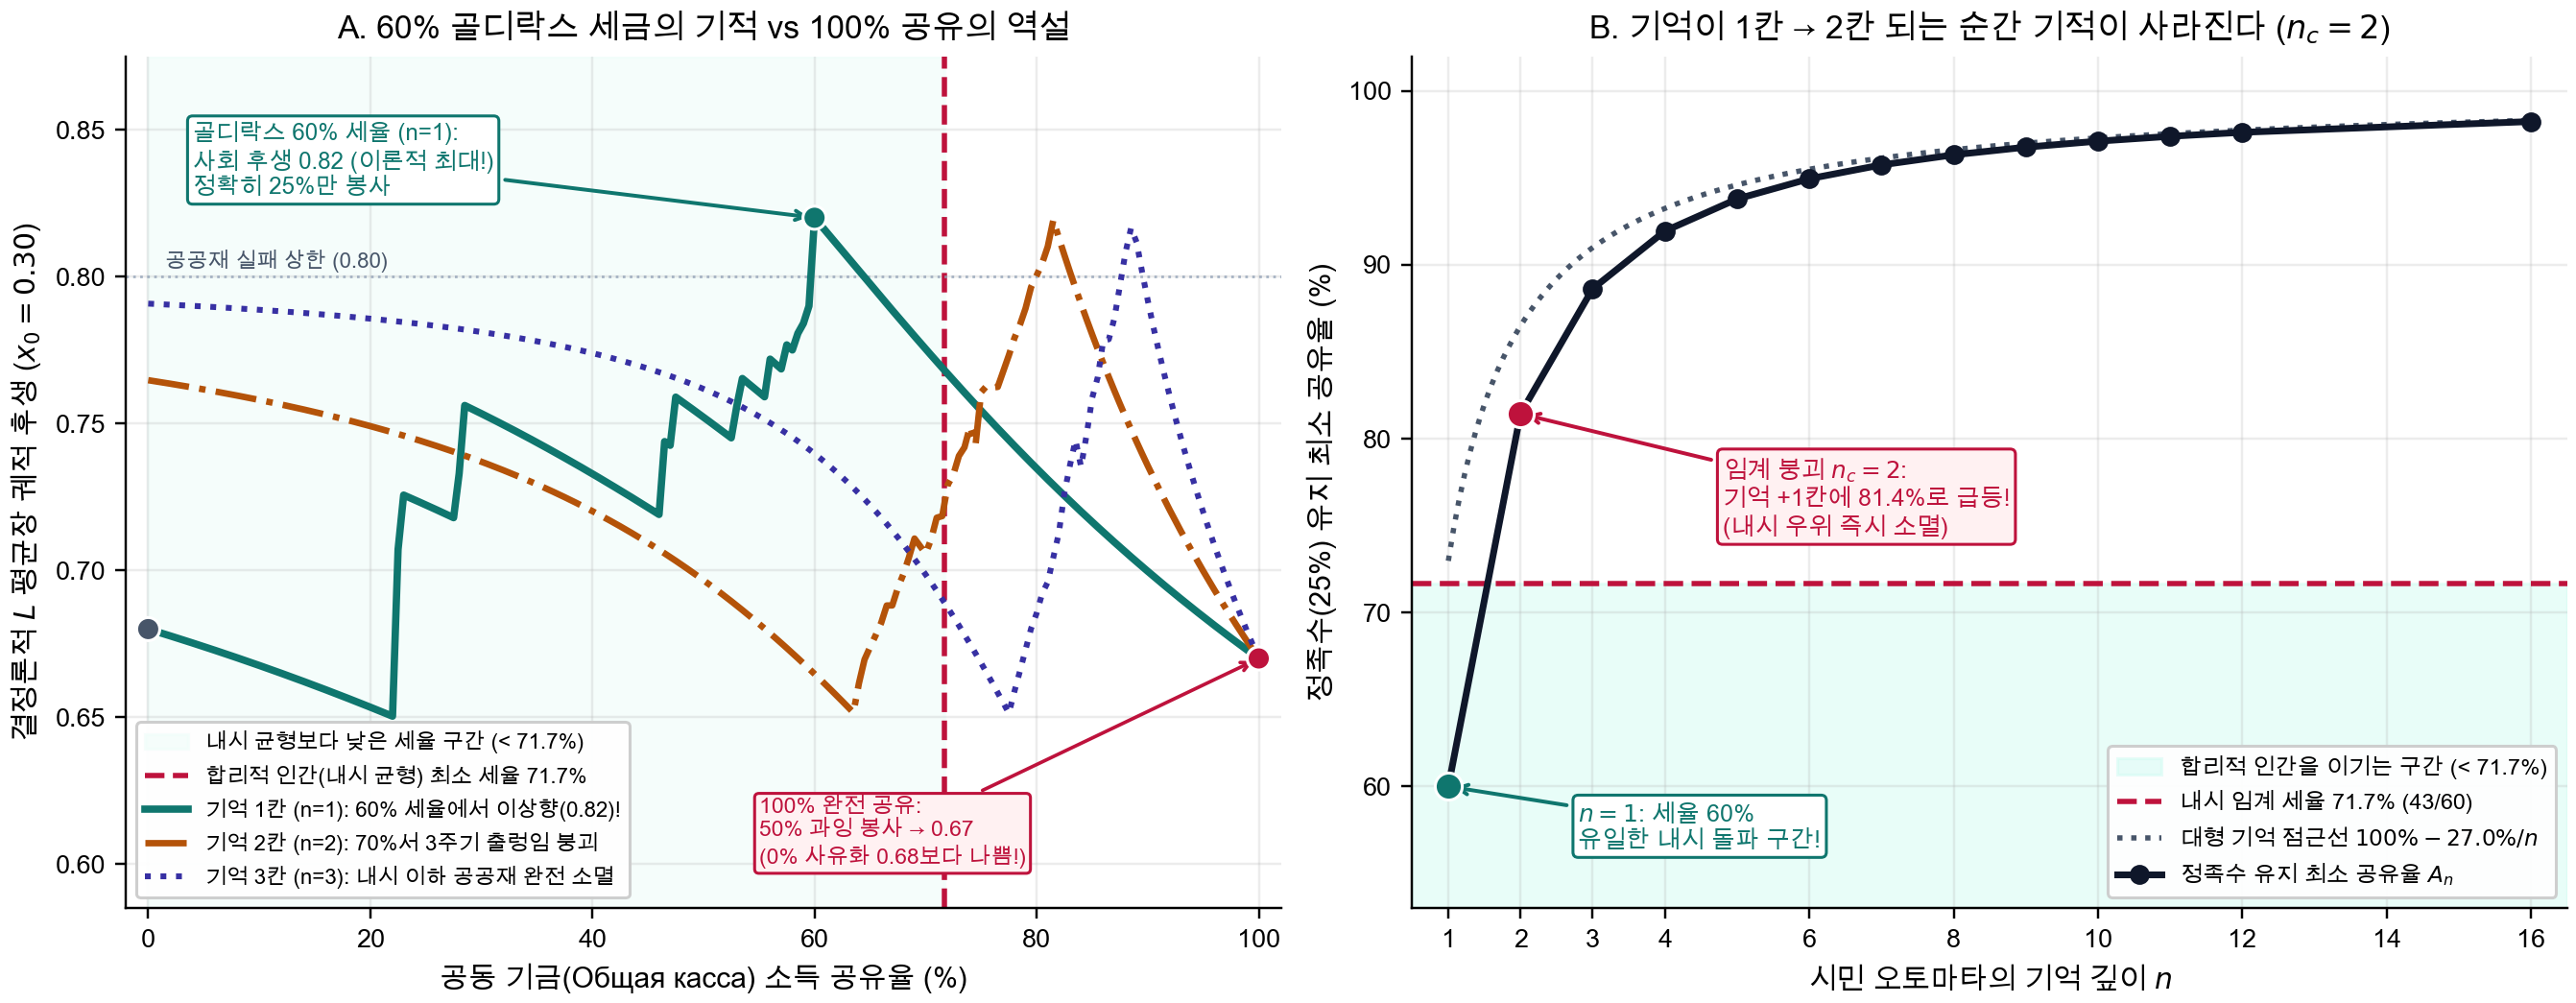 A. 60% 골디락스 세금의 기적 vs 100% 공유의 역설
결정론적 L 평균장 궤적 후생 (x₀ = 0.30)
0.85
0.80
0.75
0.70
0.65
0.60
골디락스 60% 세율 (n=1):
사회 후생 0.82 (이론적 최대!)
정확히 25%만 봉사
공공재 실패 상한 (0.80)
내시 균형보다 낮은 세율 구간 (< 71.7%)
합리적 인간(내시 균형) 최소 세율 71.7%
기억 1칸 (n=1): 60% 세율에서 이상향(0.82)!
기억 2칸 (n=2): 70%서 3주기 출렁임 붕괴
기억 3칸 (n=3): 내시 이하 공공재 완전 소멸
100% 완전 공유:
50% 과잉 봉사 → 0.67
(0% 사유화 0.68보다 나쁨!)
0 20 40 60 80 100
공동 기금(Общая касса) 소득 공유율 (%)
B. 기억이 1칸 → 2칸 되는 순간 기적이 사라진다 (n_c = 2)
정족수(25%) 유지 최소 공유율 (%)
100
90
80
70
60
임계 붕괴 n_c = 2:
기억 +1칸에 81.4%로 급등!
(내시 우위 즉시 소멸)
n = 1: 세율 60%
유일한 내시 돌파 구간!
합리적 인간을 이기는 구간 (< 71.7%)
내시 임계 세율 71.7% (43/60)
대형 기억 점근선 100% − 27.0%/n
정족수 유지 최소 공유율 Aₙ
1 2 3 4 6 8 10 12 14 16
시민 오토마타의 기억 깊이 n